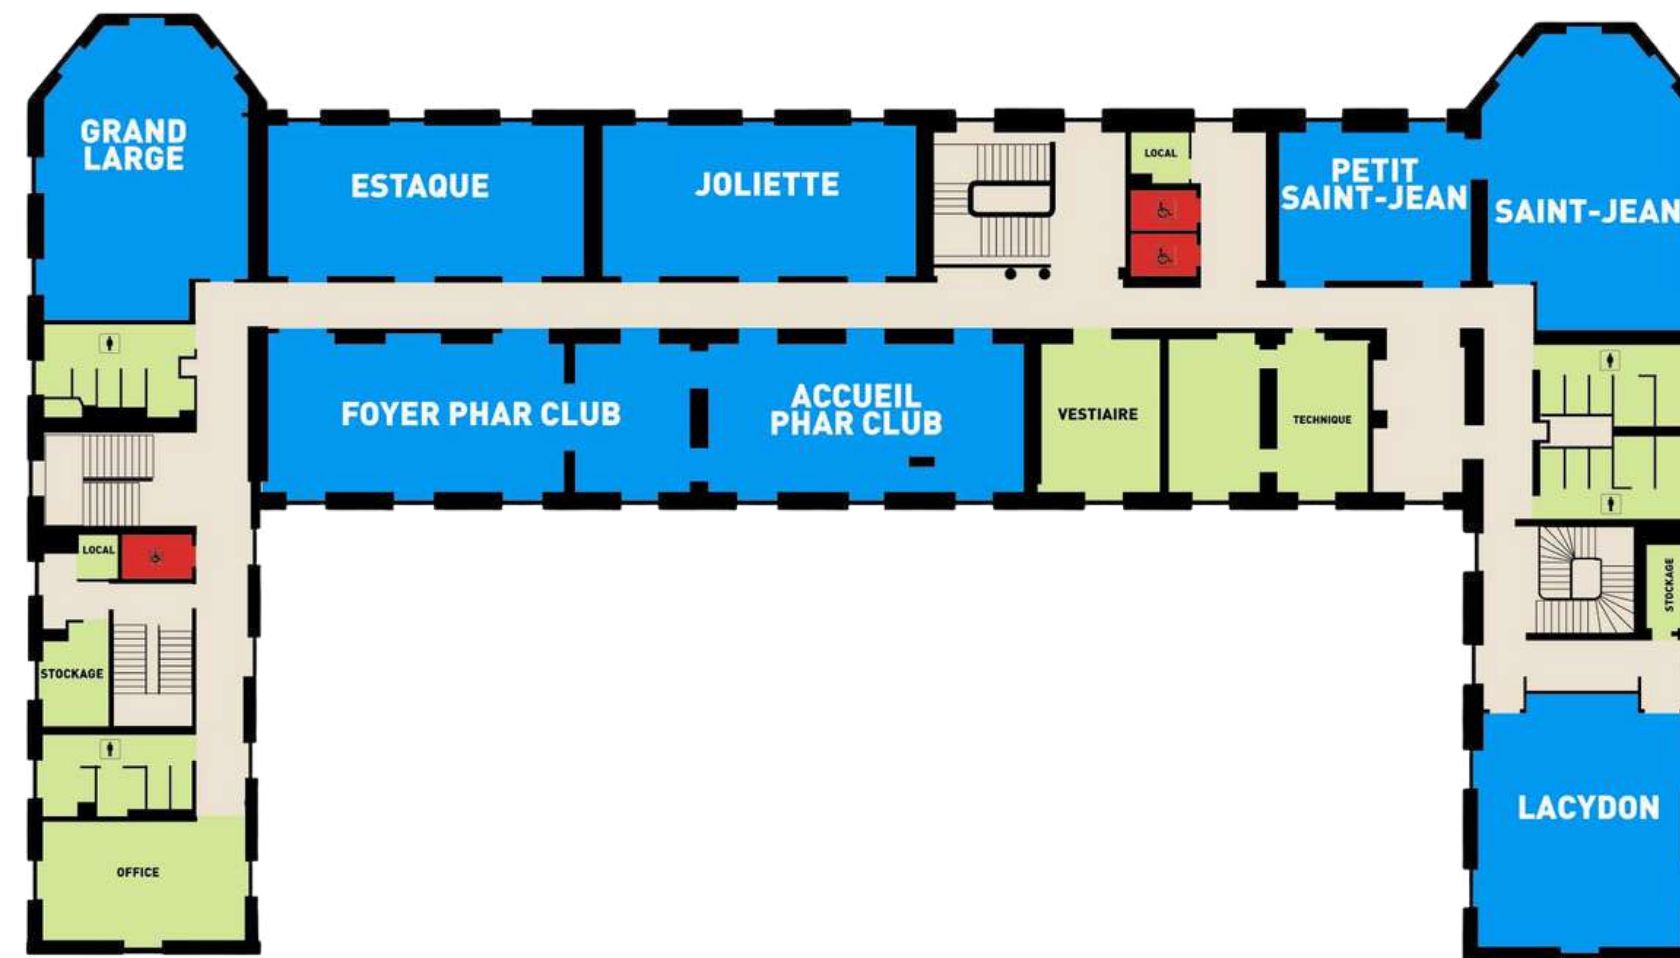 GRAND
LARGE
ESTAQUE
JOLIETTE
LOCAL
PETIT
SAINT-JEAN
SAINT-JEAN
FOYER PHAR CLUB
ACCUEIL
PHAR CLUB
VESTIAIRE
TECHNIQUE
LOCAL
STOCKAGE
STOCKAGE
OFFICE
LACYDON